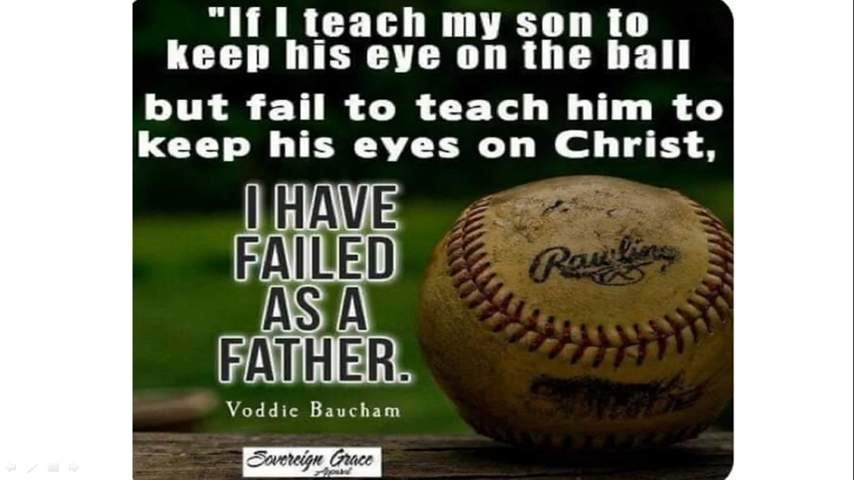 "If I teach my son to
keep his eye on the ball
but fail to teach him to
keep his eyes on Christ,
I HAVE
FAILED
AS A
FATHER.
Voddie Baucham
Rawlings
Sovereign Grace
Apparel